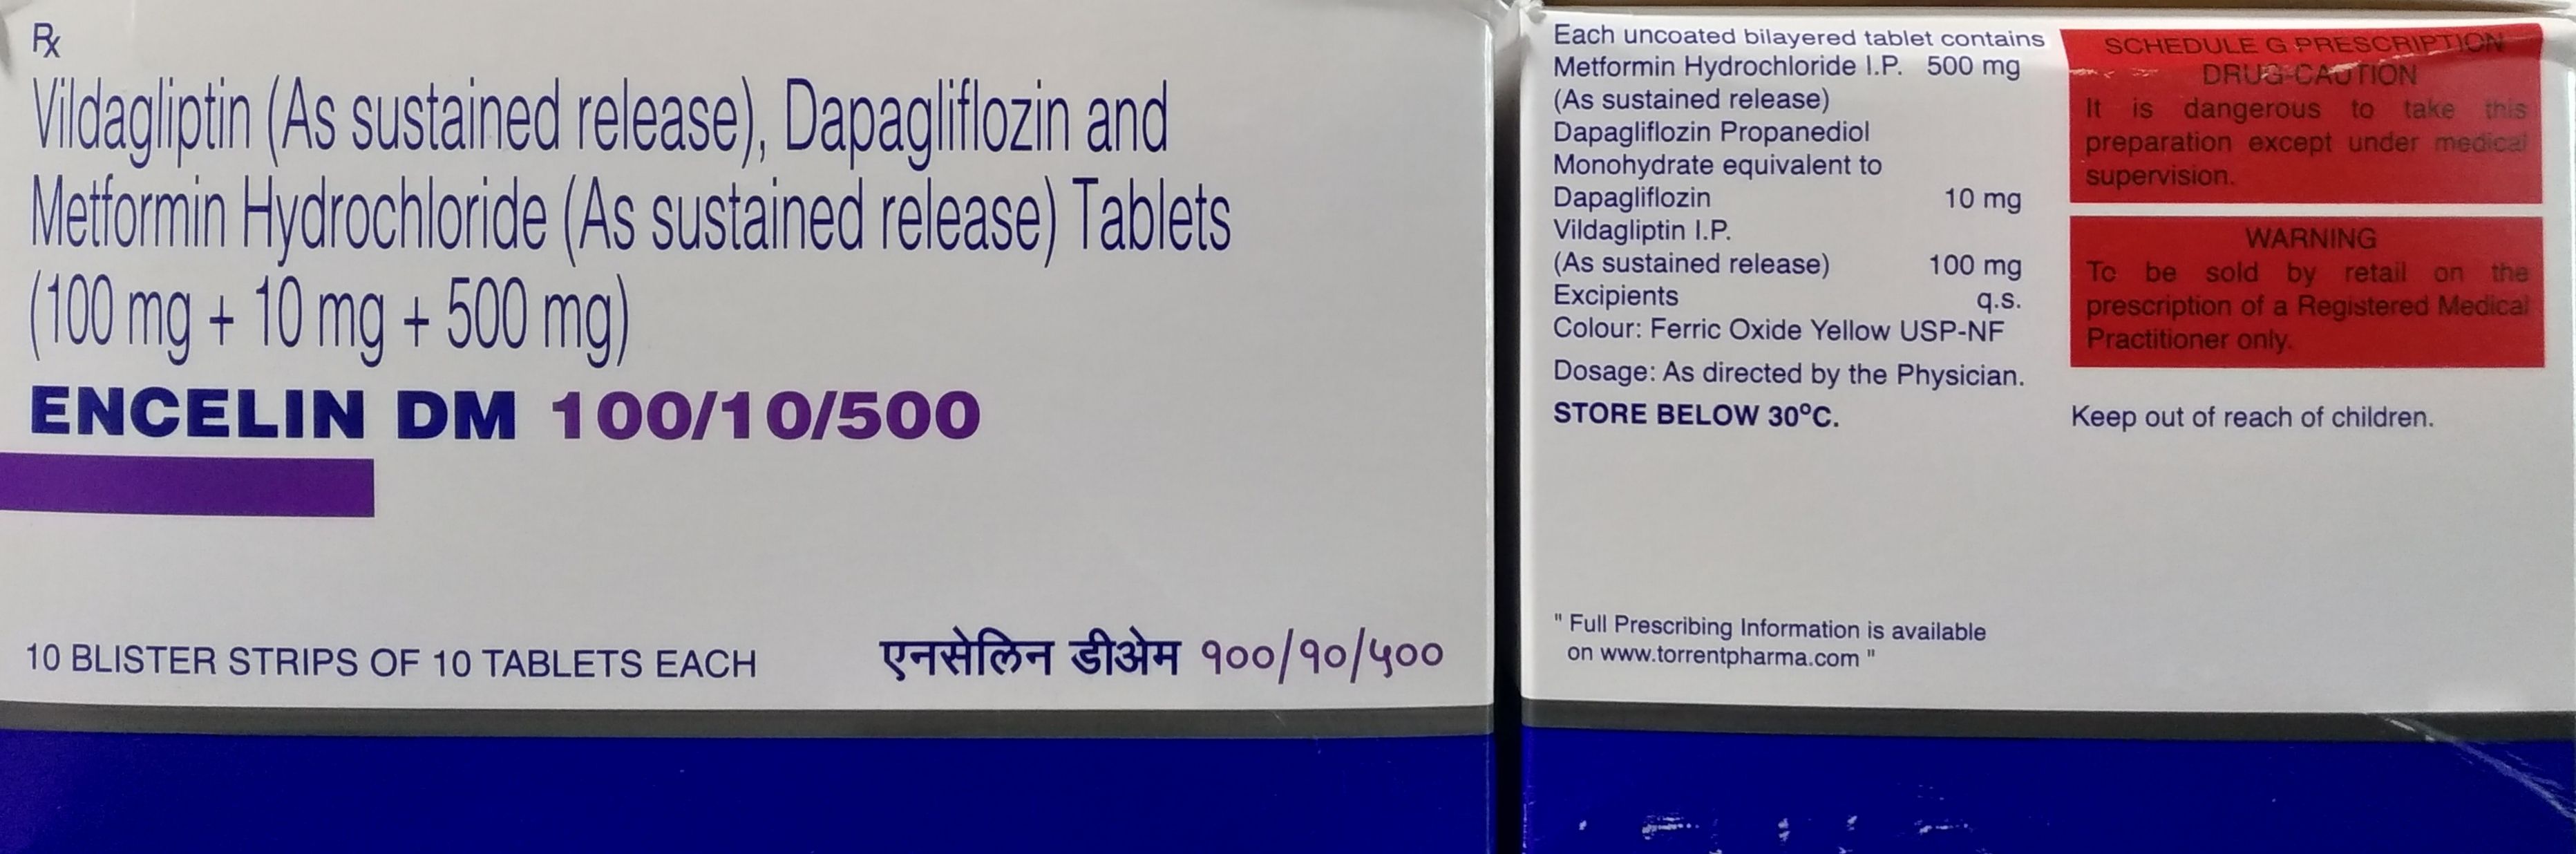 Rx
Vildagliptin (As sustained release), Dapagliflozin and
Metformin Hydrochloride (As sustained release) Tablets
(100 mg + 10 mg + 500 mg)
ENCELIN DM 100/10/500
10 BLISTER STRIPS OF 10 TABLETS EACH
एनसेलिन डीअेम १००/१०/५००
Each uncoated bilayered tablet contains
Metformin Hydrochloride I.P. 500 mg
(As sustained release)
Dapagliflozin Propanediol
Monohydrate equivalent to
Dapagliflozin 10 mg
Vildagliptin I.P.
(As sustained release) 100 mg
Excipients q.s.
Colour: Ferric Oxide Yellow USP-NF
Dosage: As directed by the Physician.
STORE BELOW 30°C.
SCHEDULE G PRESCRIPTION
DRUG-CAUTION
It is dangerous to take this
preparation except under medical
supervision.
WARNING
To be sold by retail on the
prescription of a Registered Medical
Practitioner only.
Keep out of reach of children.
" Full Prescribing Information is available
on www.torrentpharma.com "